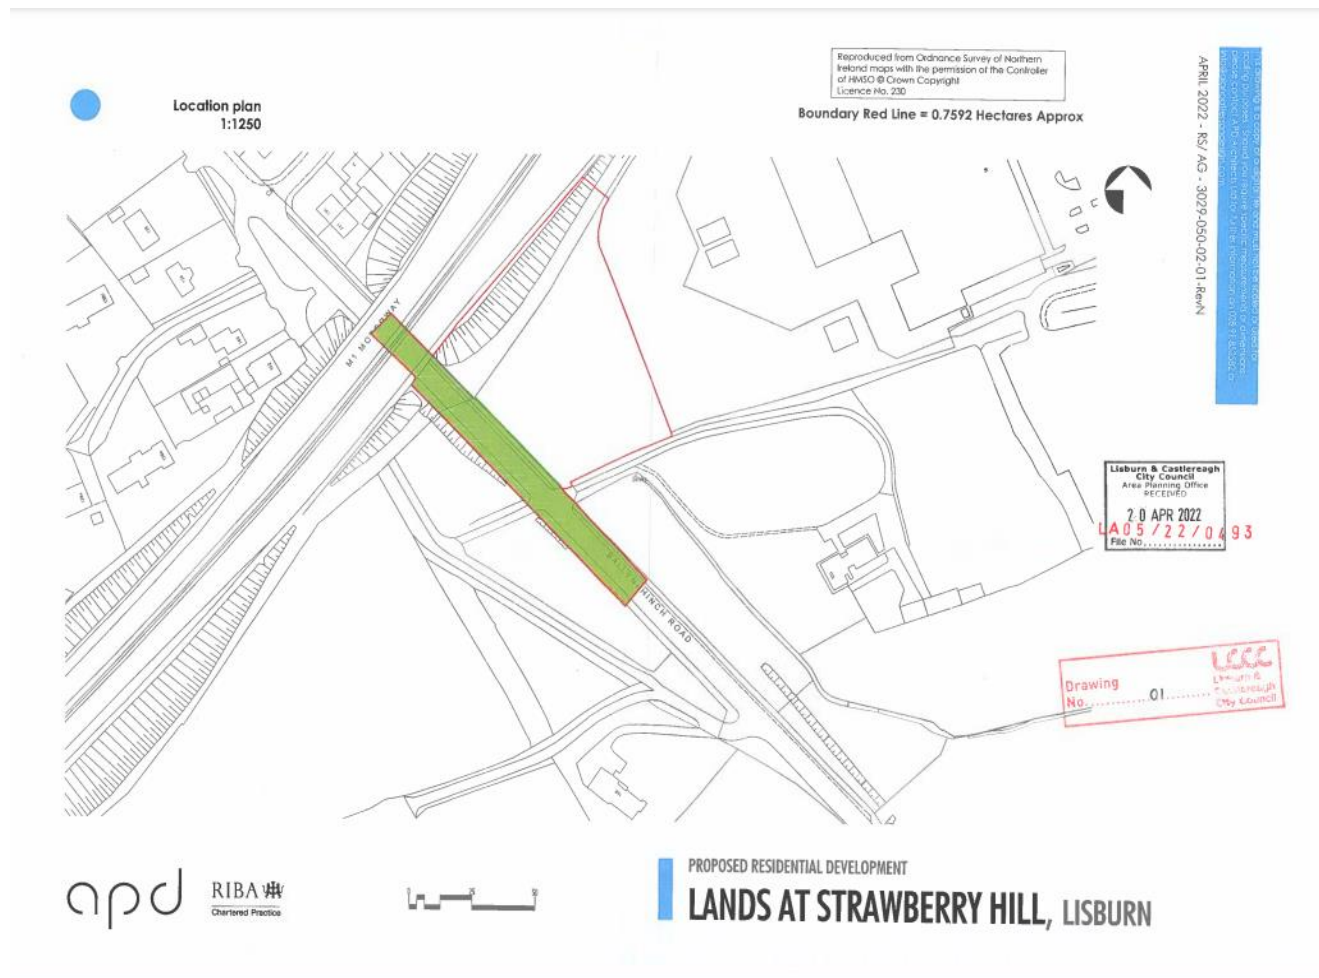 Location plan
1:1250
Reproduced from Ordnance Survey of Northern
Ireland maps with the permission of the Controller
of HMSO © Crown Copyright
Licence No. 230
Boundary Red Line = 0.7592 Hectares Approx
APRIL 2022 - RS/ AG - 3029-050-02-01-RevN
M1 MOTORWAY
HINCH ROAD
Lisburn & Castlereagh
City Council
Area Planning Office
RECEIVED
20 APR 2022
LA05/22/0493
File No...............
Drawing
No............01........
LCCC
Lisburn &
Castlereagh
City Council
apd
RIBA
Chartered Practice
PROPOSED RESIDENTIAL DEVELOPMENT
LANDS AT STRAWBERRY HILL, LISBURN